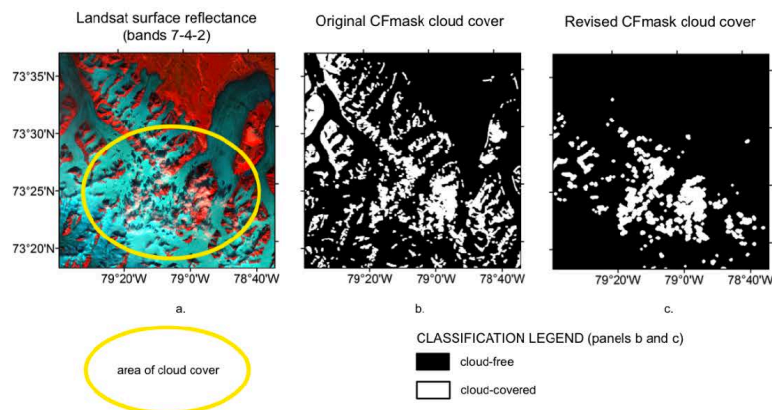 Landsat surface reflectance
(bands 7-4-2)
Original CFmask cloud cover
Revised CFmask cloud cover
73°35'N
73°30'N
73°25'N
73°20'N
79°20'W 79°0'W 78°40'W
79°20'W 79°0'W 78°40'W
79°20'W 79°0'W 78°40'W
a.
b.
c.
area of cloud cover
CLASSIFICATION LEGEND (panels b and c)
cloud-free
cloud-covered